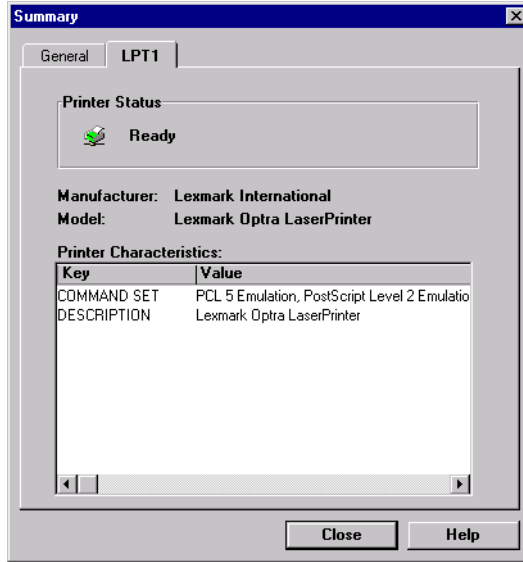 Summary
General LPT1
Printer Status
Ready
Manufacturer: Lexmark International
Model: Lexmark Optra LaserPrinter
Printer Characteristics:
Key Value
COMMAND SET PCL 5 Emulation, PostScript Level 2 Emulatio
DESCRIPTION Lexmark Optra LaserPrinter
Close Help